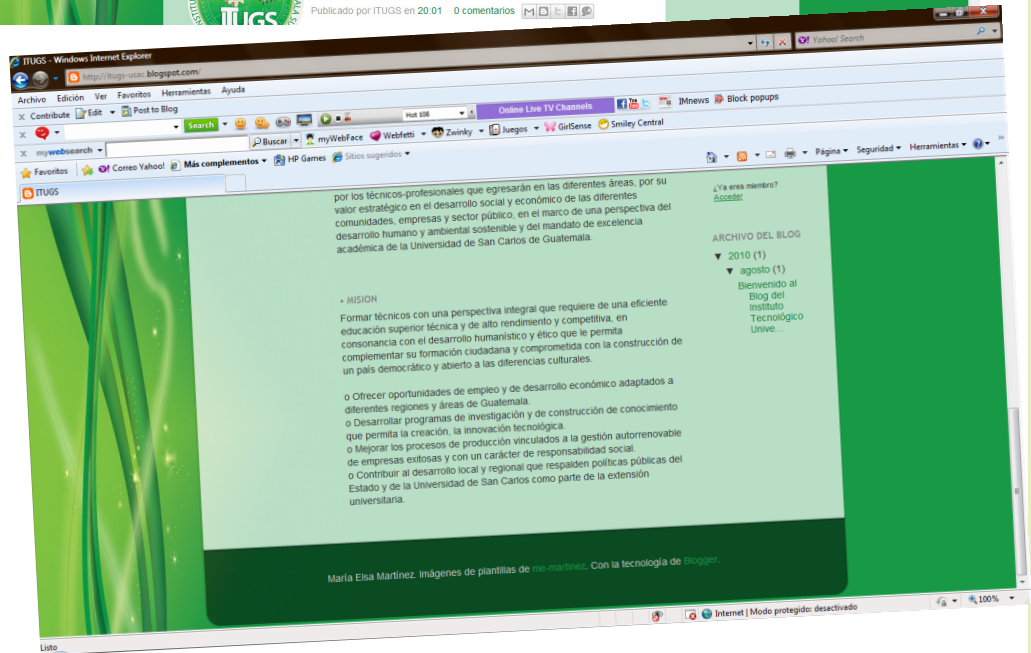 ITUGS
Publicado por ITUGS en 20:01 0 comentarios
ITUGS - Windows Internet Explorer
http://itugs-usac.blogspot.com/
Yahoo! Search
Archivo Edición Ver Favoritos Herramientas Ayuda
X Contribute Edit Post to Blog
Search Hot 108 Online Live TV Channels You IMnews Block popups
X mywebsearch Buscar myWebFace Webfetti Zwinky Juegos GirlSense Smiley Central
Favoritos Correo Yahoo! Más complementos HP Games Sitios sugeridos
ITUGS
Página Seguridad Herramientas
por los técnicos-profesionales que egresarán en las diferentes áreas, por su
valor estratégico en el desarrollo social y económico de las diferentes
comunidades, empresas y sector público, en el marco de una perspectiva del
desarrollo humano y ambiental sostenible y del mandato de excelencia
académica de la Universidad de San Carlos de Guatemala.
• MISION
Formar técnicos con una perspectiva integral que requiere de una eficiente
educación superior técnica y de alto rendimiento y competitiva, en
consonancia con el desarrollo humanístico y ético que le permita
complementar su formación ciudadana y comprometida con la construcción de
un país democrático y abierto a las diferencias culturales.
o Ofrecer oportunidades de empleo y de desarrollo económico adaptados a
diferentes regiones y áreas de Guatemala.
o Desarrollar programas de investigación y de construcción de conocimiento
que permita la creación, la innovación tecnológica.
o Mejorar los procesos de producción vinculados a la gestión autorrenovable
de empresas exitosas y con un carácter de responsabilidad social.
o Contribuir al desarrollo local y regional que respalden políticas públicas del
Estado y de la Universidad de San Carlos como parte de la extensión
universitaria.
¿Ya eres miembro?
Acceder
ARCHIVO DEL BLOG
▼ 2010 (1)
▼ agosto (1)
Bienvenido al
Blog del
Instituto
Tecnológico
Unive...
María Elsa Martínez. Imágenes de plantillas de me-martinez. Con la tecnología de Blogger.
Listo
Internet | Modo protegido: desactivado
100%